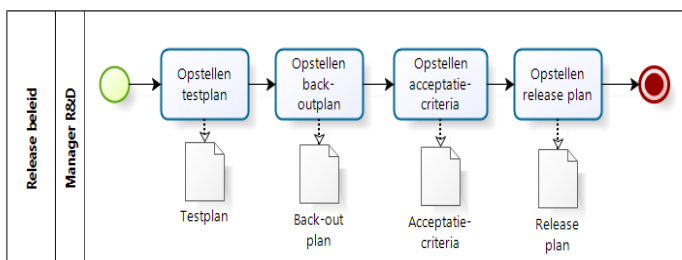 Release beleid
Manager R&D
Opstellen
testplan
Opstellen
back-
outplan
Opstellen
acceptatie-
criteria
Opstellen
release plan
Testplan
Back-out
plan
Acceptatie-
criteria
Release
plan